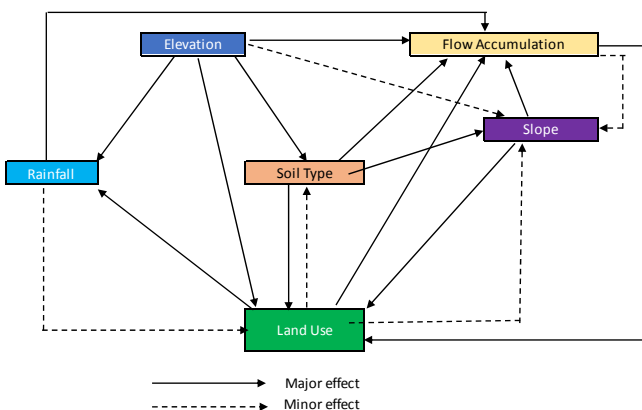 Elevation
Flow Accumulation
Slope
Rainfall
Soil Type
Land Use
Major effect
Minor effect